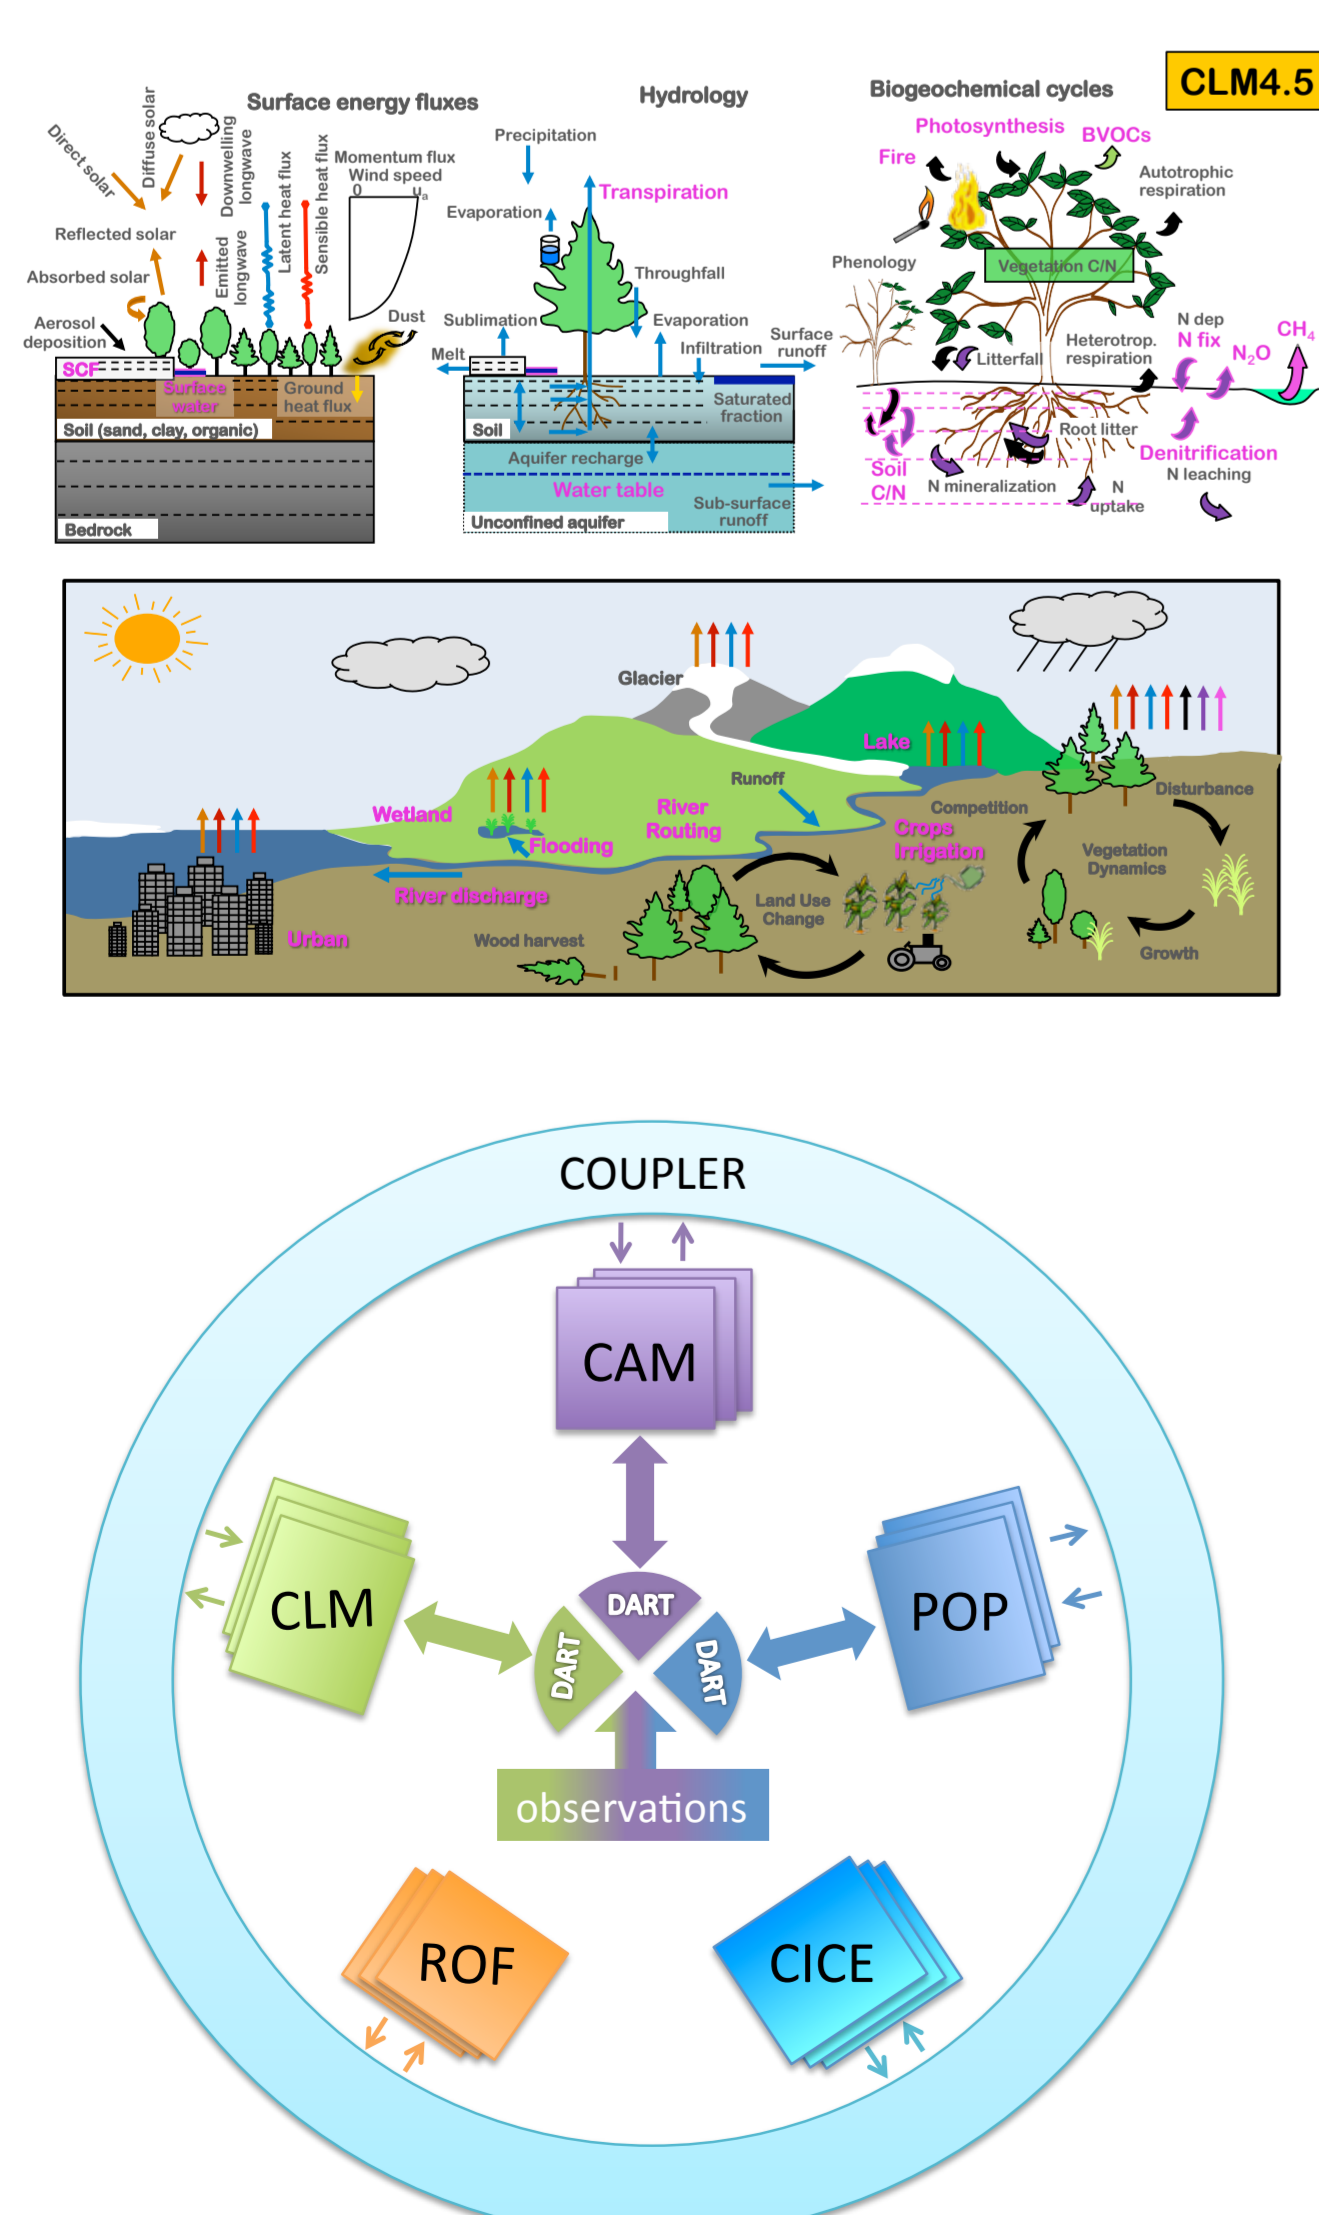 CLM4.5
Surface energy fluxes
Hydrology
Biogeochemical cycles
Direct solar
Diffuse solar
Downwelling
longwave
Reflected solar
Absorbed solar
Emitted
longwave
Latent heat flux
Sensible heat flux
Momentum flux
Wind speed
0
uₐ
Aerosol
deposition
Dust
SCF
Surface
water
Ground
heat flux
Soil (sand, clay, organic)
Bedrock
Precipitation
Transpiration
Evaporation
Throughfall
Sublimation
Evaporation
Melt
Infiltration
Surface
runoff
Saturated
fraction
Soil
Aquifer recharge
Water table
Sub-surface
runoff
Unconfined aquifer
Photosynthesis
BVOCs
Fire
Autotrophic
respiration
Phenology
Vegetation C/N
Litterfall
Heterotrop.
respiration
N dep
N fix
N₂O
CH₄
Root litter
Denitrification
Soil
C/N
N mineralization
N
uptake
N leaching
Glacier
Lake
Runoff
Wetland
River
Routing
Flooding
River discharge
Urban
Wood harvest
Land Use
Change
Competition
Crops
Irrigation
Disturbance
Vegetation
Dynamics
Growth
COUPLER
CAM
CLM
POP
DART
DART
DART
observations
ROF
CICE